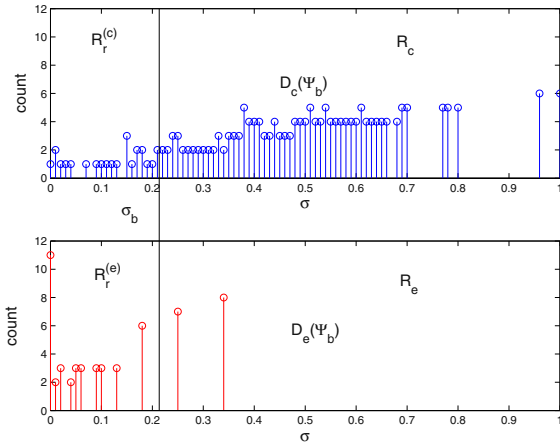 12
10
8
6
4
2
0
count
R_r^(c)
R_c
D_c(Ψ_b)
0 0.1 0.2 0.3 0.4 0.5 0.6 0.7 0.8 0.9 1
σ_b
σ
12
10
8
6
4
2
0
count
R_r^(e)
R_e
D_e(Ψ_b)
0 0.1 0.2 0.3 0.4 0.5 0.6 0.7 0.8 0.9 1
σ